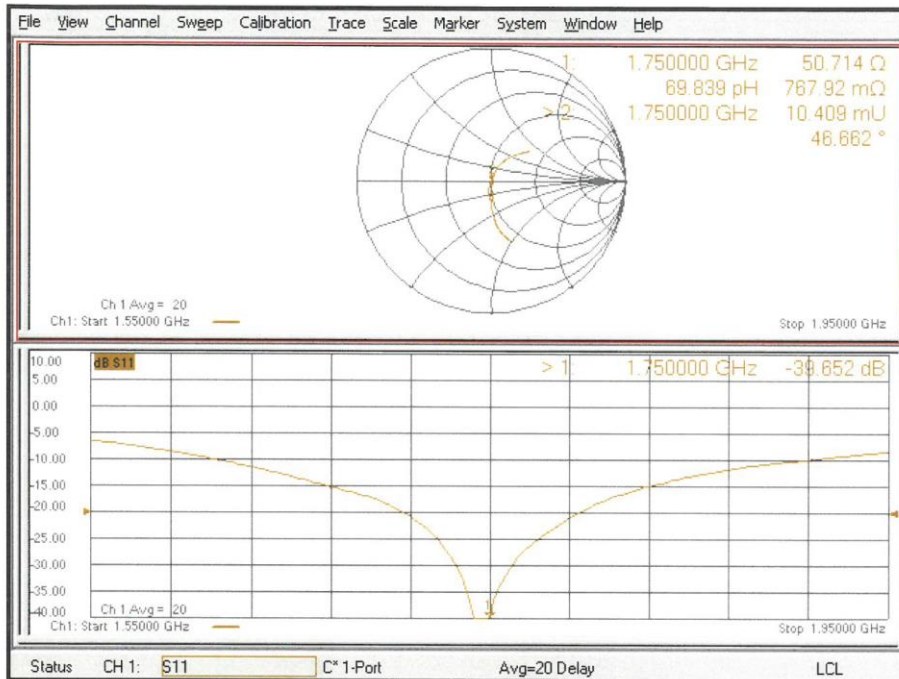 File View Channel Sweep Calibration Trace Scale Marker System Window Help
1: 1.750000 GHz 50.714 Ω
69.839 pH 767.92 mΩ
> 2 1.750000 GHz 10.409 mU
46.662 °
Ch 1 Avg = 20
Ch1: Start 1.55000 GHz
Stop 1.95000 GHz
10.00
dB S11
> 1: 1.750000 GHz -39.652 dB
5.00
0.00
-5.00
-10.00
-15.00
-20.00
-25.00
-30.00
-35.00
-40.00
1
Ch 1 Avg = 20
Ch1: Start 1.55000 GHz
Stop 1.95000 GHz
Status CH 1: S11 C* 1-Port Avg=20 Delay LCL